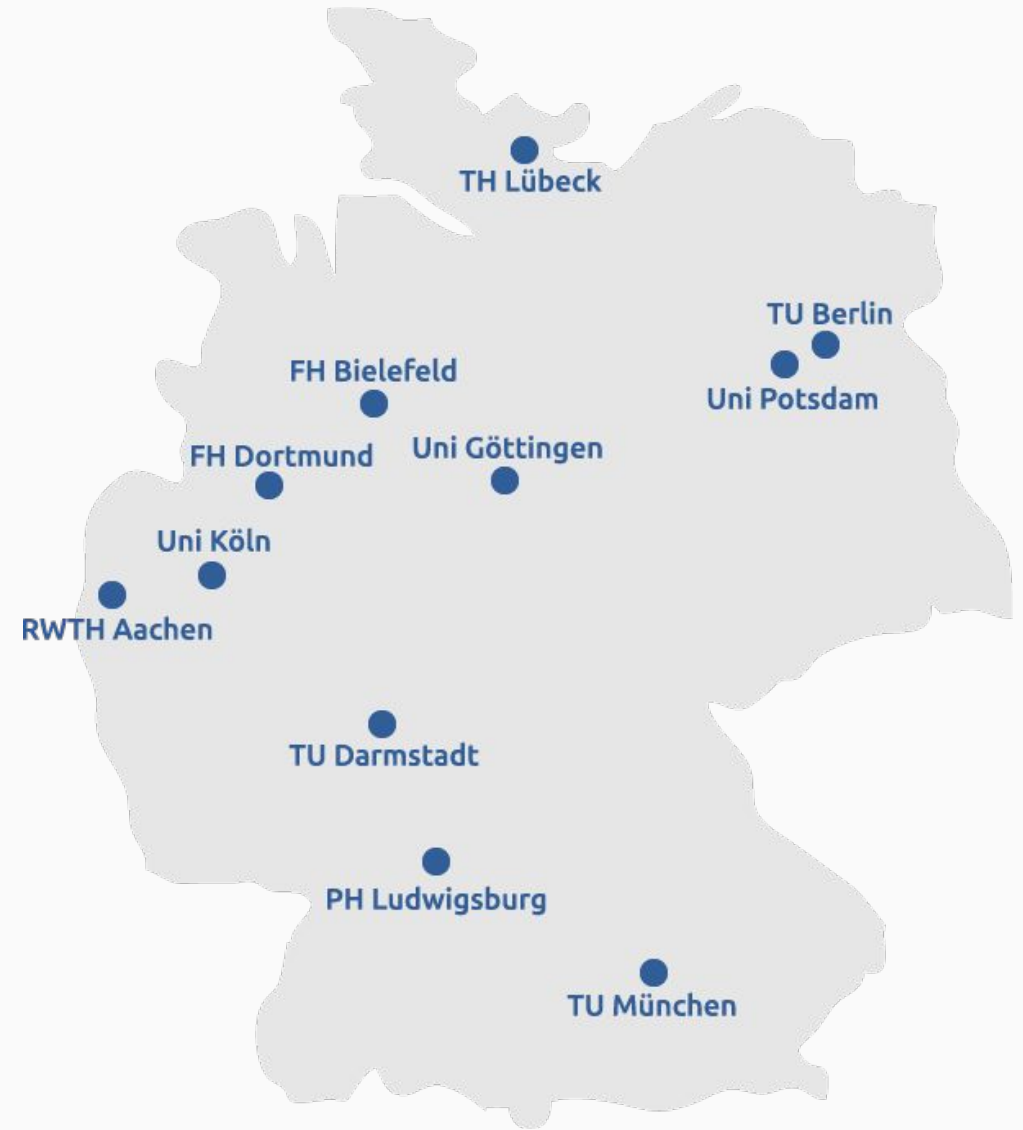 TH Lübeck
TU Berlin
FH Bielefeld
Uni Potsdam
Uni Göttingen
FH Dortmund
Uni Köln
RWTH Aachen
TU Darmstadt
PH Ludwigsburg
TU München